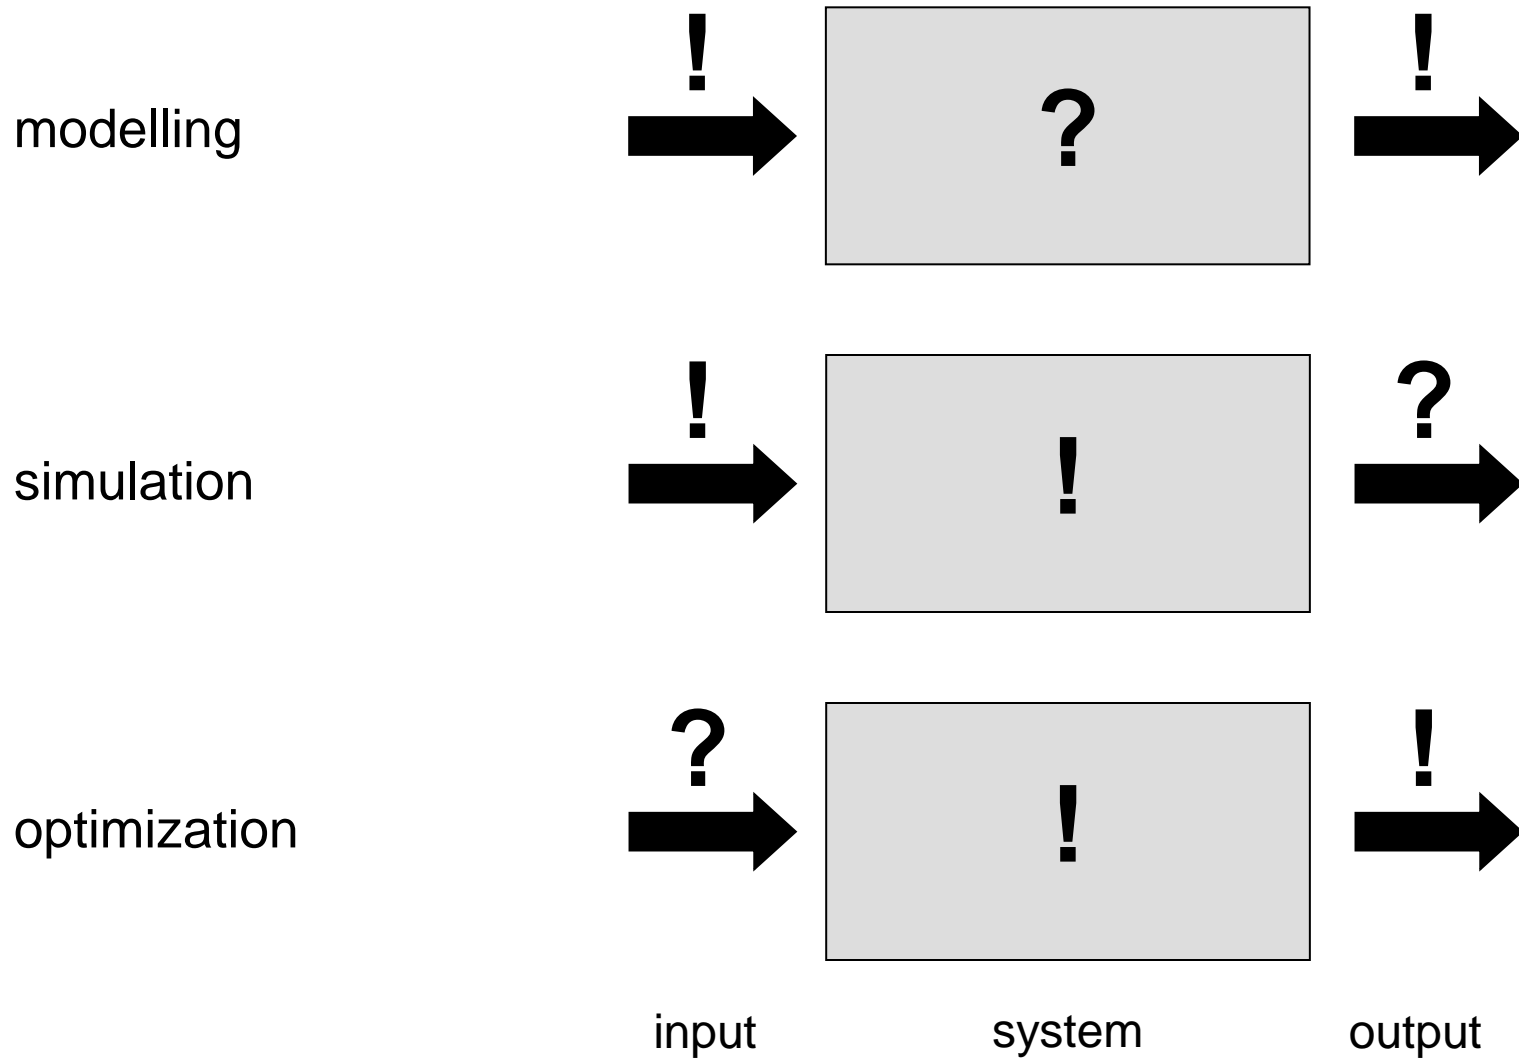 ! !
modelling ?
! ?
simulation !
? !
optimization !
input system output